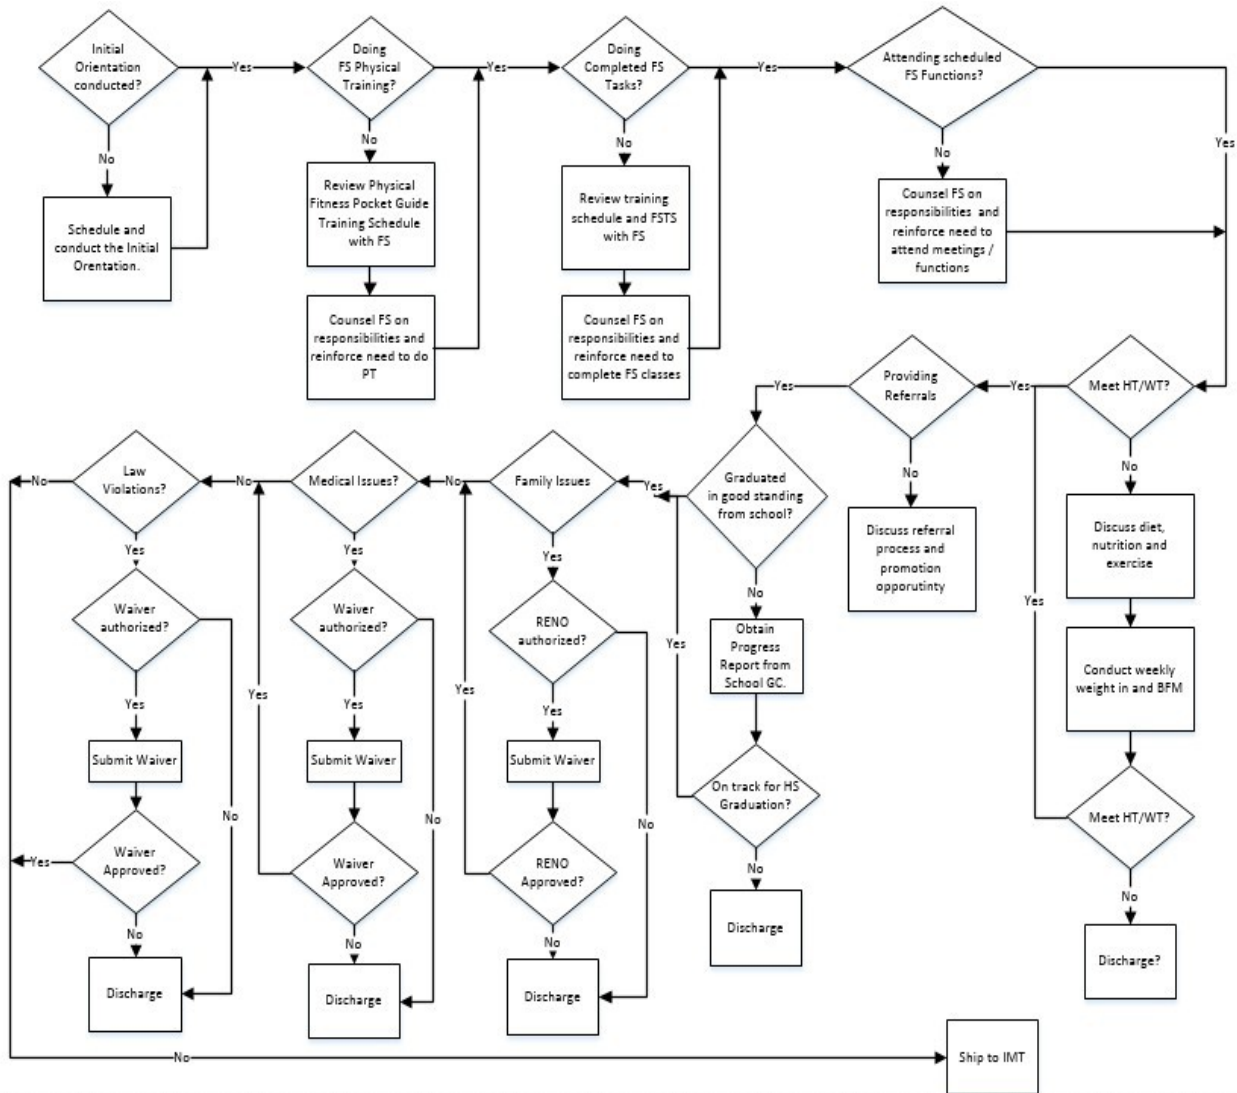 Initial
Orientation
conducted?
Yes
No
Schedule and
conduct the Initial
Orentation.
Doing
FS Physical
Training?
Yes
No
Review Physical
Fitness Pocket Guide
Training Schedule
with FS
Counsel FS on
responsibilities and
reinforce need to do
PT
Doing
Completed FS
Tasks?
Yes
No
Review training
schedule and FSTS
with FS
Counsel FS on
responsibilities and
reinforce need to
complete FS classes
Attending scheduled
FS Functions?
Yes
No
Counsel FS on
responsibilities and
reinforce need to
attend meetings /
functions
Meet HT/WT?
Yes
No
Discuss diet,
nutrition and
exercise
Conduct weekly
weight in and BFM
Meet HT/WT?
Yes
No
Discharge?
Providing
Referrals
Yes
No
Discuss referral
process and
promotion
opporutinty
Graduated
in good standing
from school?
Yes
No
Obtain
Progress
Report from
School GC.
On track for HS
Graduation?
Yes
No
Discharge
Family Issues
No
Yes
RENO
authorized?
Yes
No
Submit Waiver
RENO
Approved?
Yes
No
Discharge
Medical Issues?
No
Yes
Waiver
authorized?
Yes
No
Submit Waiver
Waiver
Approved?
Yes
No
Discharge
Law
Violations?
No
Yes
Waiver
authorized?
Yes
No
Submit Waiver
Waiver
Approved?
Yes
No
Discharge
No
Ship to IMT